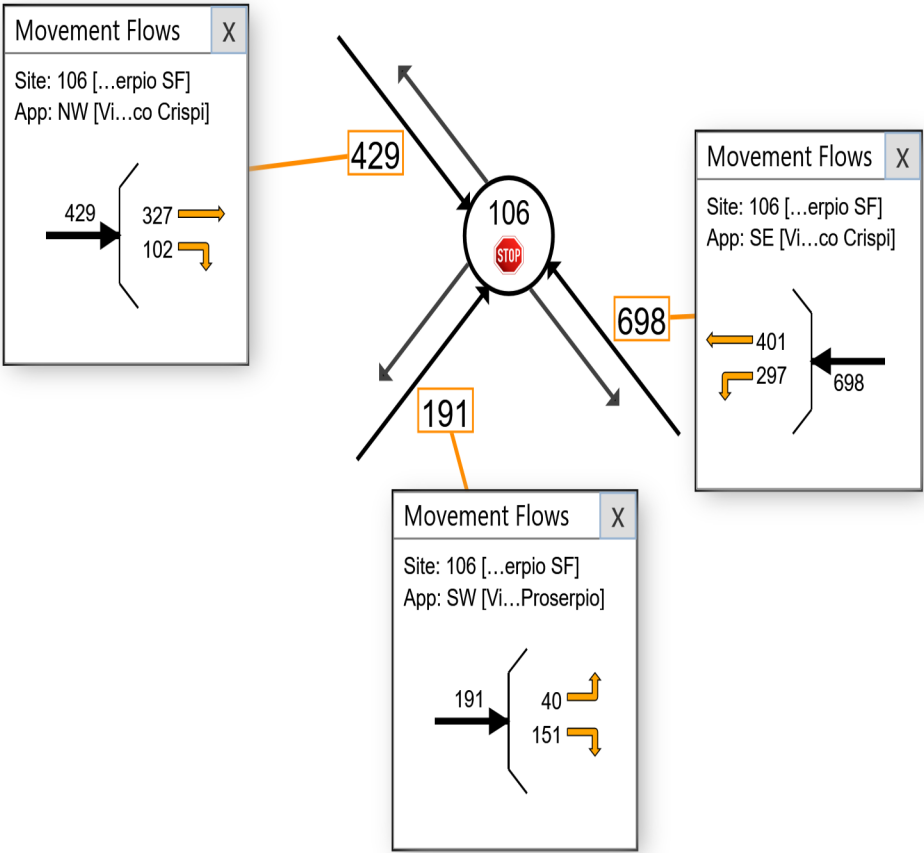 Movement Flows X
Site: 106 [...erpio SF]
App: NW [Vi...co Crispi]
429
327
102
429
106
STOP
698
191
Movement Flows X
Site: 106 [...erpio SF]
App: SE [Vi...co Crispi]
401
297
698
Movement Flows X
Site: 106 [...erpio SF]
App: SW [Vi...Proserpio]
191
40
151